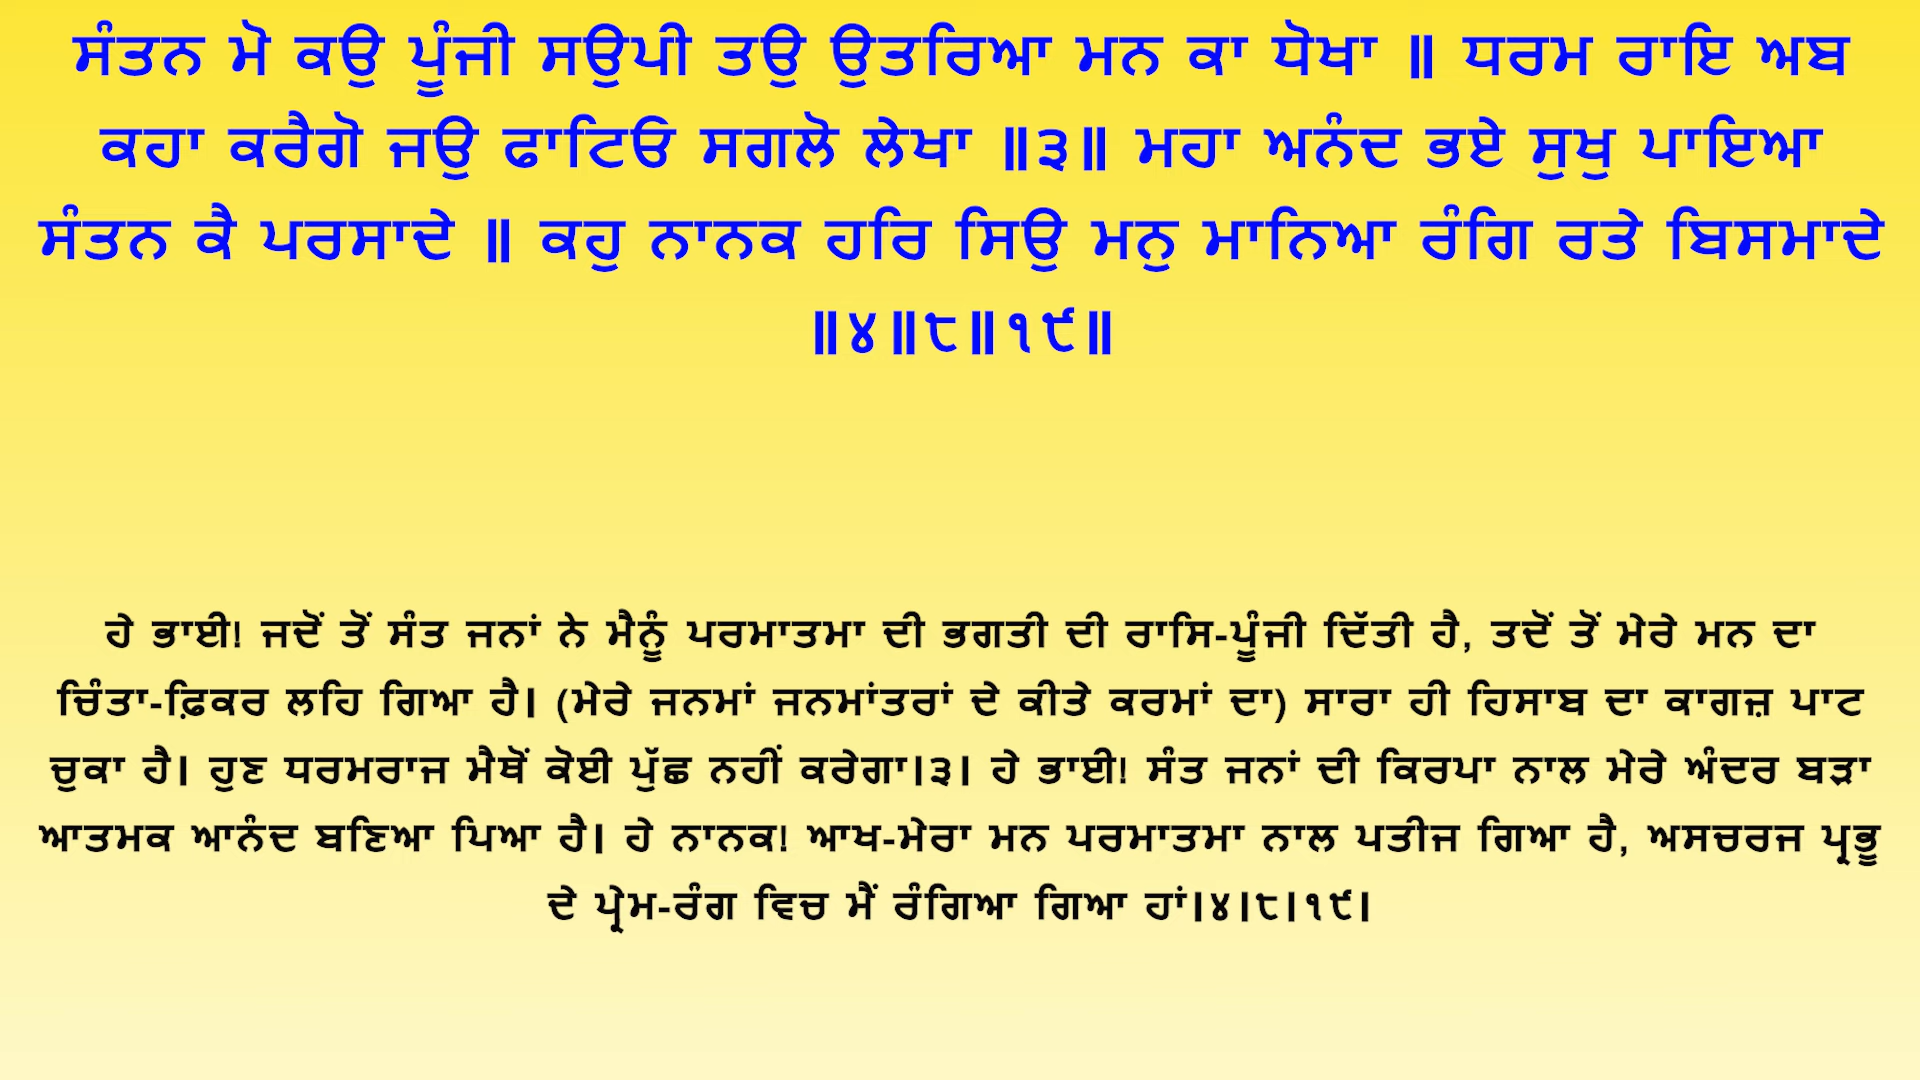 ਸੰਤਨ ਮੋ ਕਉ ਪੂੰਜੀ ਸਉਪੀ ਤਉ ਉਤਰਿਆ ਮਨ ਕਾ ਧੋਖਾ ॥ ਧਰਮ ਰਾਇ ਅਬ
ਕਹਾ ਕਰੈਗੋ ਜਉ ਫਾਟਿਓ ਸਗਲੋ ਲੇਖਾ ॥੩॥ ਮਹਾ ਅਨੰਦ ਭਏ ਸੁਖੁ ਪਾਇਆ
ਸੰਤਨ ਕੈ ਪਰਸਾਦੇ ॥ ਕਹੁ ਨਾਨਕ ਹਰਿ ਸਿਉ ਮਨੁ ਮਾਨਿਆ ਰੰਗਿ ਰਤੇ ਬਿਸਮਾਦੇ
॥੪॥੮॥੧੯॥
ਹੇ ਭਾਈ! ਜਦੋਂ ਤੋਂ ਸੰਤ ਜਨਾਂ ਨੇ ਮੈਨੂੰ ਪਰਮਾਤਮਾ ਦੀ ਭਗਤੀ ਦੀ ਰਾਸਿ-ਪੂੰਜੀ ਦਿੱਤੀ ਹੈ, ਤਦੋਂ ਤੋਂ ਮੇਰੇ ਮਨ ਦਾ
ਚਿੰਤਾ-ਫ਼ਿਕਰ ਲਹਿ ਗਿਆ ਹੈ। (ਮੇਰੇ ਜਨਮਾਂ ਜਨਮਾਂਤਰਾਂ ਦੇ ਕੀਤੇ ਕਰਮਾਂ ਦਾ) ਸਾਰਾ ਹੀ ਹਿਸਾਬ ਦਾ ਕਾਗਜ਼ ਪਾਟ
ਚੁਕਾ ਹੈ। ਹੁਣ ਧਰਮਰਾਜ ਮੈਥੋਂ ਕੋਈ ਪੁੱਛ ਨਹੀਂ ਕਰੇਗਾ।੩। ਹੇ ਭਾਈ! ਸੰਤ ਜਨਾਂ ਦੀ ਕਿਰਪਾ ਨਾਲ ਮੇਰੇ ਅੰਦਰ ਬੜਾ
ਆਤਮਕ ਆਨੰਦ ਬਣਿਆ ਪਿਆ ਹੈ। ਹੇ ਨਾਨਕ! ਆਖ-ਮੇਰਾ ਮਨ ਪਰਮਾਤਮਾ ਨਾਲ ਪਤੀਜ ਗਿਆ ਹੈ, ਅਸਚਰਜ ਪ੍ਰਭੂ
ਦੇ ਪ੍ਰੇਮ-ਰੰਗ ਵਿਚ ਮੈਂ ਰੰਗਿਆ ਗਿਆ ਹਾਂ।੪।੮।੧੯।